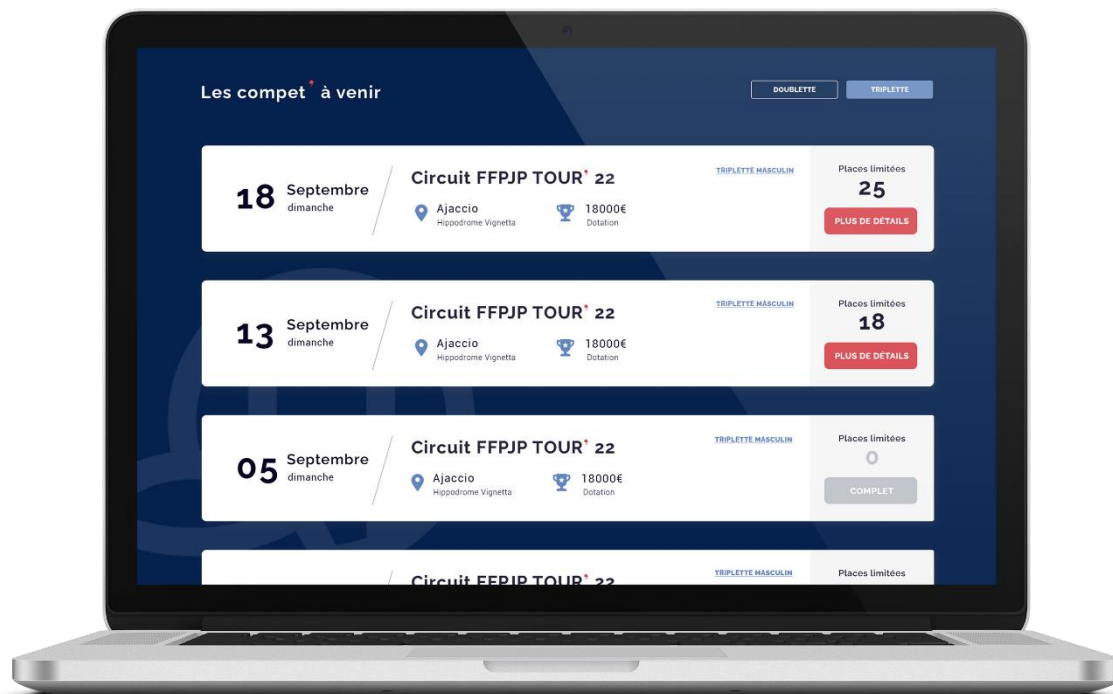 Les compet' à venir
DOUBLETTE
TRIPLETTE
18 Septembre
dimanche
Circuit FFPJP TOUR' 22
Ajaccio
Hippodrome Vignetta
18000€
Dotation
TRIPLETTE MASCULIN
Places limitées
25
PLUS DE DÉTAILS
13 Septembre
dimanche
Circuit FFPJP TOUR' 22
Ajaccio
Hippodrome Vignetta
18000€
Dotation
TRIPLETTE MASCULIN
Places limitées
18
PLUS DE DÉTAILS
05 Septembre
dimanche
Circuit FFPJP TOUR' 22
Ajaccio
Hippodrome Vignetta
18000€
Dotation
TRIPLETTE MASCULIN
Places limitées
0
COMPLET
Circuit FFPJP TOUR' 22
TRIPLETTE MASCULIN
Places limitées